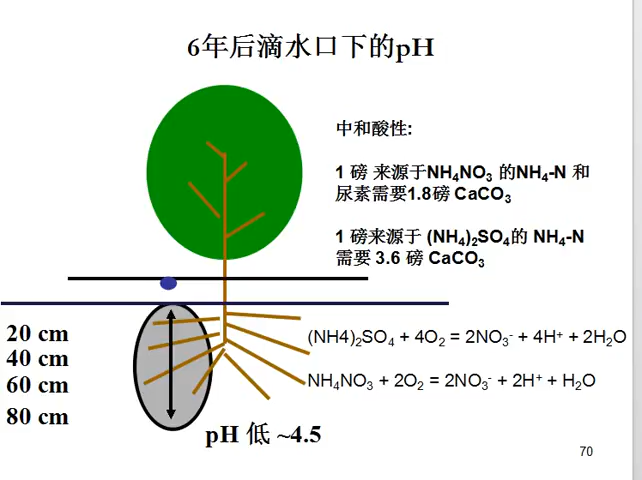 6年后滴水口下的pH
中和酸性:
1 磅 来源于NH₄NO₃ 的NH₄-N 和
尿素需要1.8磅 CaCO₃
1 磅来源于 (NH₄)₂SO₄的 NH₄-N
需要 3.6 磅 CaCO₃
20 cm
40 cm
60 cm
80 cm
(NH4)₂SO₄ + 4O₂ = 2NO₃⁻ + 4H⁺ + 2H₂O
NH₄NO₃ + 2O₂ = 2NO₃⁻ + 2H⁺ + H₂O
pH 低 ~4.5
70